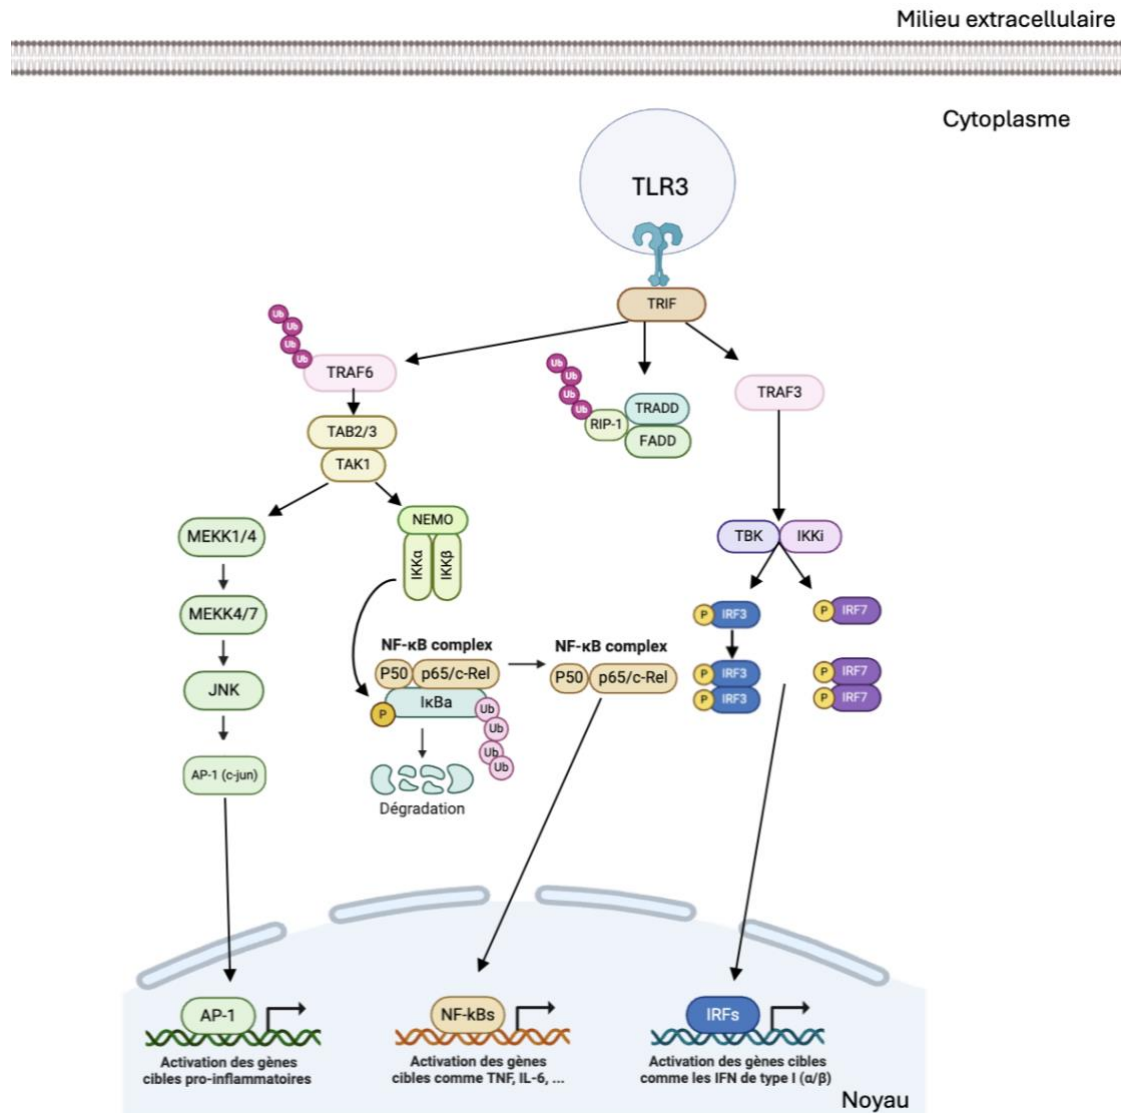 Milieu extracellulaire
Cytoplasme
TLR3
TRIF
Ub
Ub
Ub
Ub
TRAF6
Ub
Ub
Ub
Ub
RIP-1
TRADD
FADD
TRAF3
TAB2/3
TAK1
NEMO
IKKα
IKKβ
MEKK1/4
TBK
IKKi
MEKK4/7
P
IRF3
P
IRF7
NF-κB complex
P50
p65/c-Rel
NF-κB complex
P50
p65/c-Rel
P
IRF3
P
IRF3
P
IRF7
P
IRF7
JNK
P
IκBa
Ub
Ub
Ub
Ub
AP-1 (c-jun)
Dégradation
AP-1
NF-kBs
IRFs
Activation des gènes
cibles pro-inflammatoires
Activation des gènes
cibles comme TNF, IL-6, ...
Activation des gènes cibles
comme les IFN de type I (α/β)
Noyau